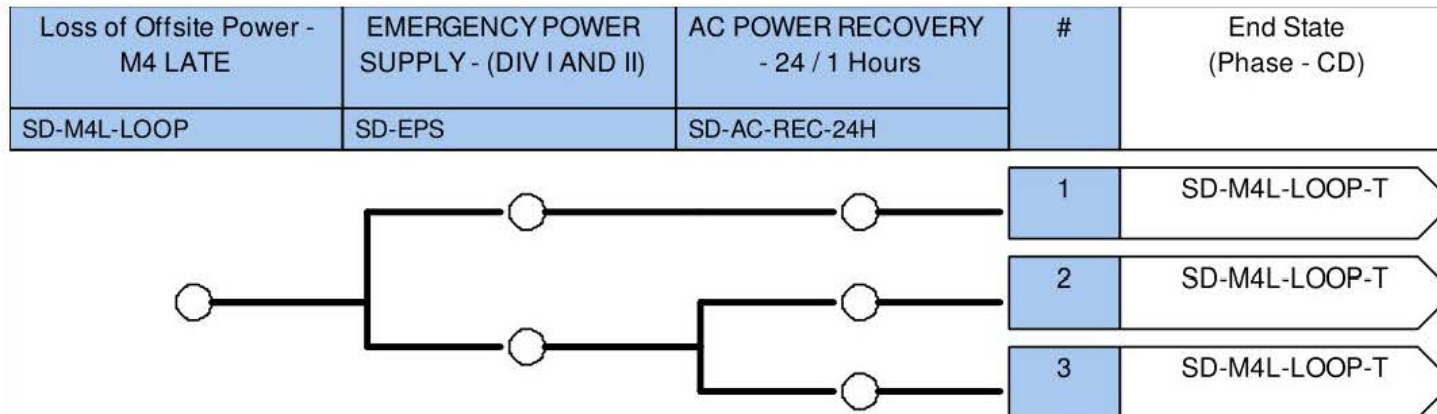 Loss of Offsite Power -
M4 LATE
EMERGENCY POWER
SUPPLY - (DIV I AND II)
AC POWER RECOVERY
- 24 / 1 Hours
#
End State
(Phase - CD)
SD-M4L-LOOP
SD-EPS
SD-AC-REC-24H
1
SD-M4L-LOOP-T
2
SD-M4L-LOOP-T
3
SD-M4L-LOOP-T